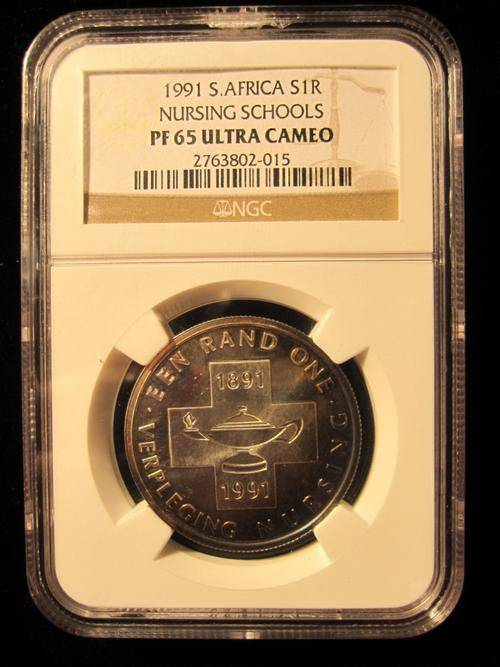 1991 S.AFRICA S1R
NURSING SCHOOLS
PF 65 ULTRA CAMEO
2763802-015
NGC
EEN RAND ONE
1891
1991
VERPLEGING NURSING